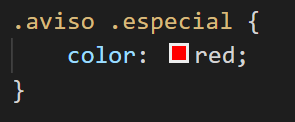 .aviso .especial {
    color: red;
}